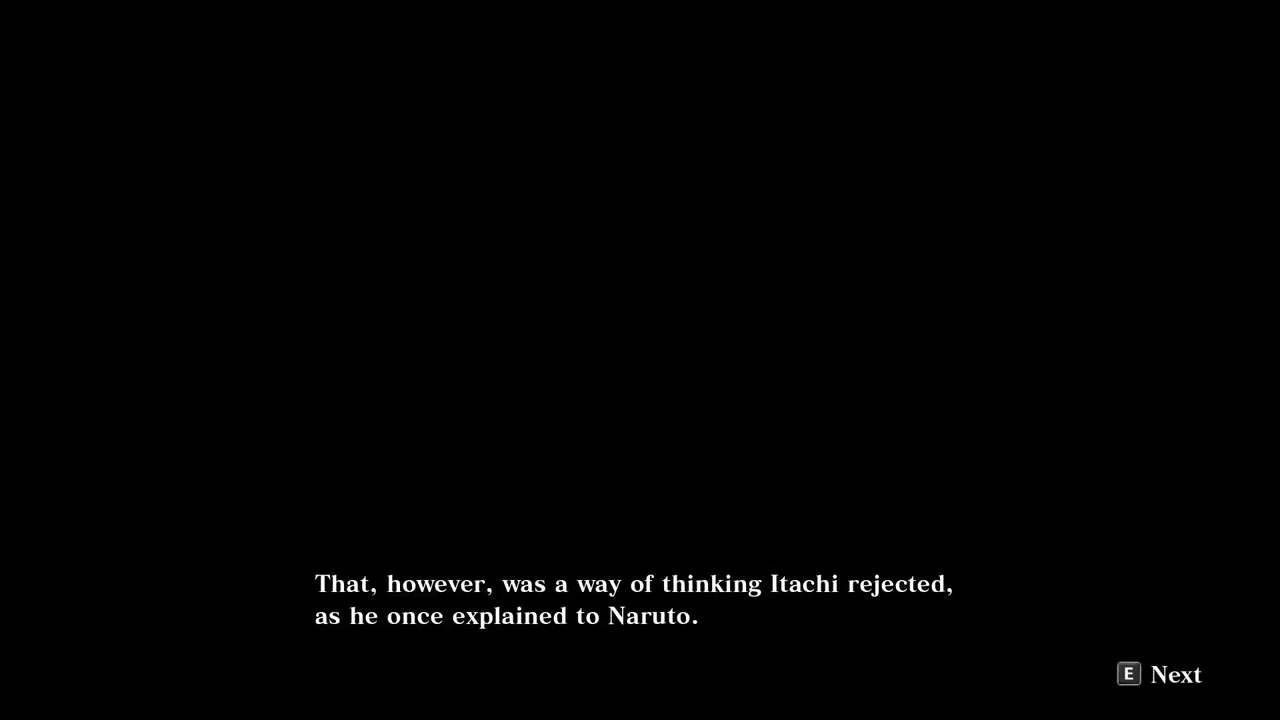 That, however, was a way of thinking Itachi rejected,
as he once explained to Naruto.
E Next